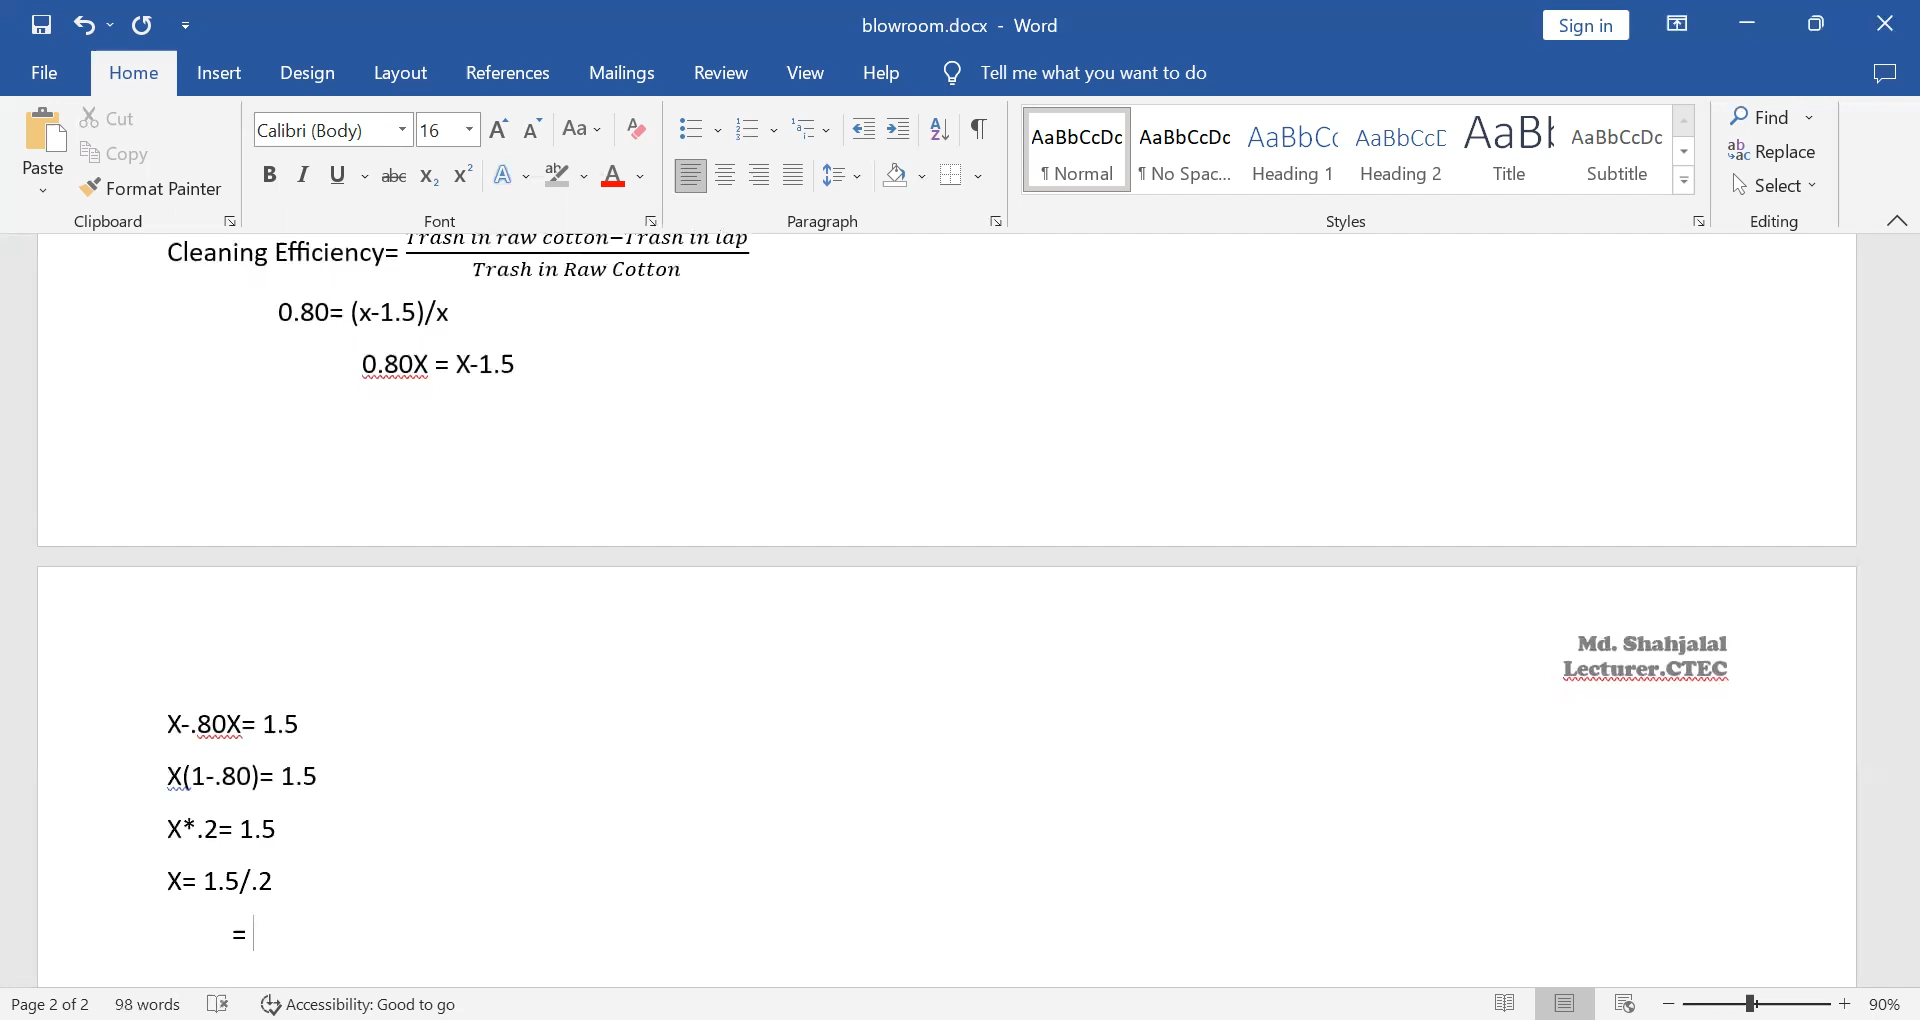 blowroom.docx - Word
Sign in
File Home Insert Design Layout References Mailings Review View Help Tell me what you want to do
Paste
Cut
Copy
Format Painter
Clipboard
Calibri (Body) 16
Font
Paragraph
AaBbCcDc AaBbCcDc AaBbCc AaBbCcD AaBb AaBbCcDc
¶ Normal ¶ No Spac... Heading 1 Heading 2 Title Subtitle
Styles
Find
Replace
Select
Editing
Trash in raw cotton−Trash in lap
Cleaning Efficiency=
Trash in Raw Cotton
0.80= (x-1.5)/x
0.80X = X-1.5
Md. Shahjalal
Lecturer.CTEC
X-.80X= 1.5
X(1-.80)= 1.5
X*.2= 1.5
X= 1.5/.2
=
Page 2 of 2 98 words Accessibility: Good to go 90%